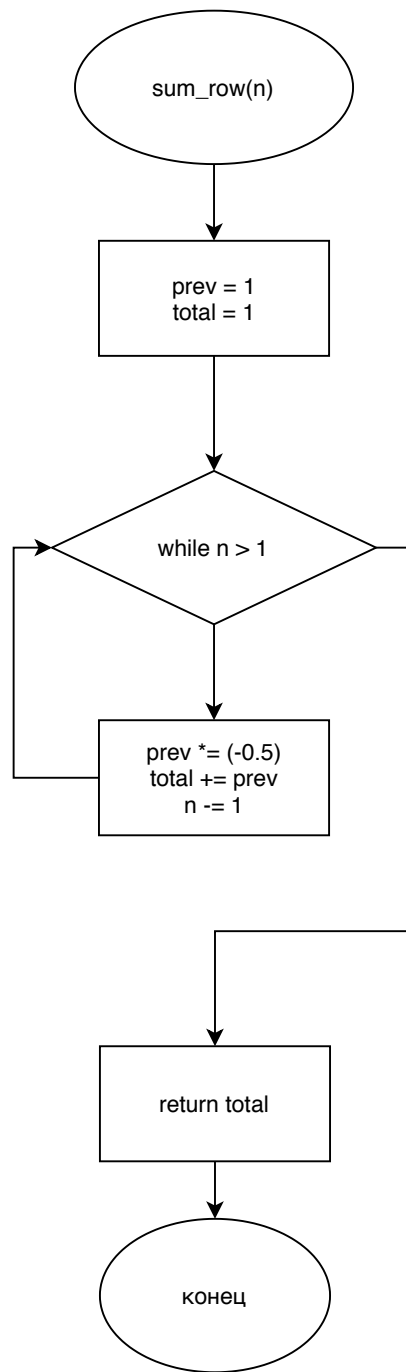 sum_row(n)
prev = 1
total = 1
while n > 1
prev *= (-0.5)
total += prev
n -= 1
return total
конец